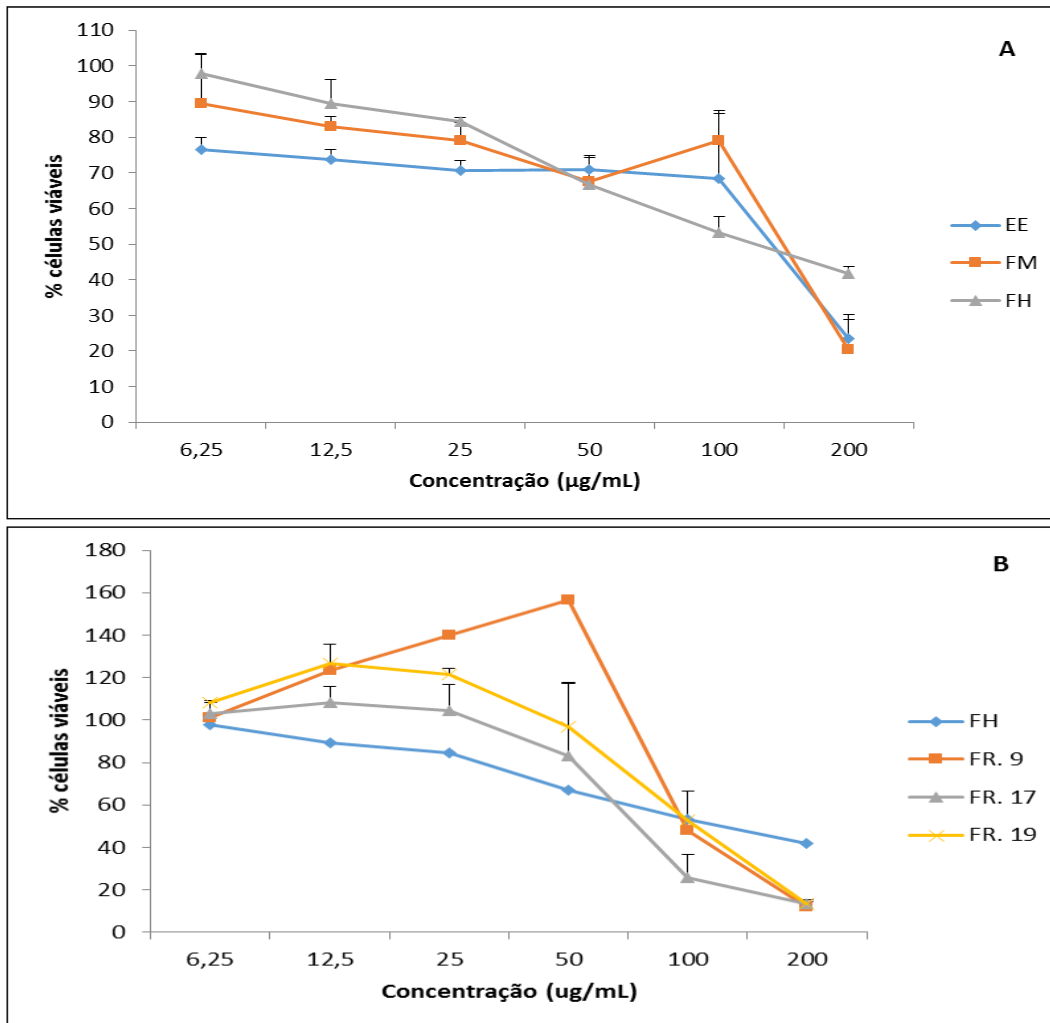 A
% células viáveis
110
100
90
80
70
60
50
40
30
20
10
0
6,25 12,5 25 50 100 200
Concentração (µg/mL)
EE
FM
FH
B
% células viáveis
180
160
140
120
100
80
60
40
20
0
6,25 12,5 25 50 100 200
Concentração (ug/mL)
FH
FR. 9
FR. 17
FR. 19